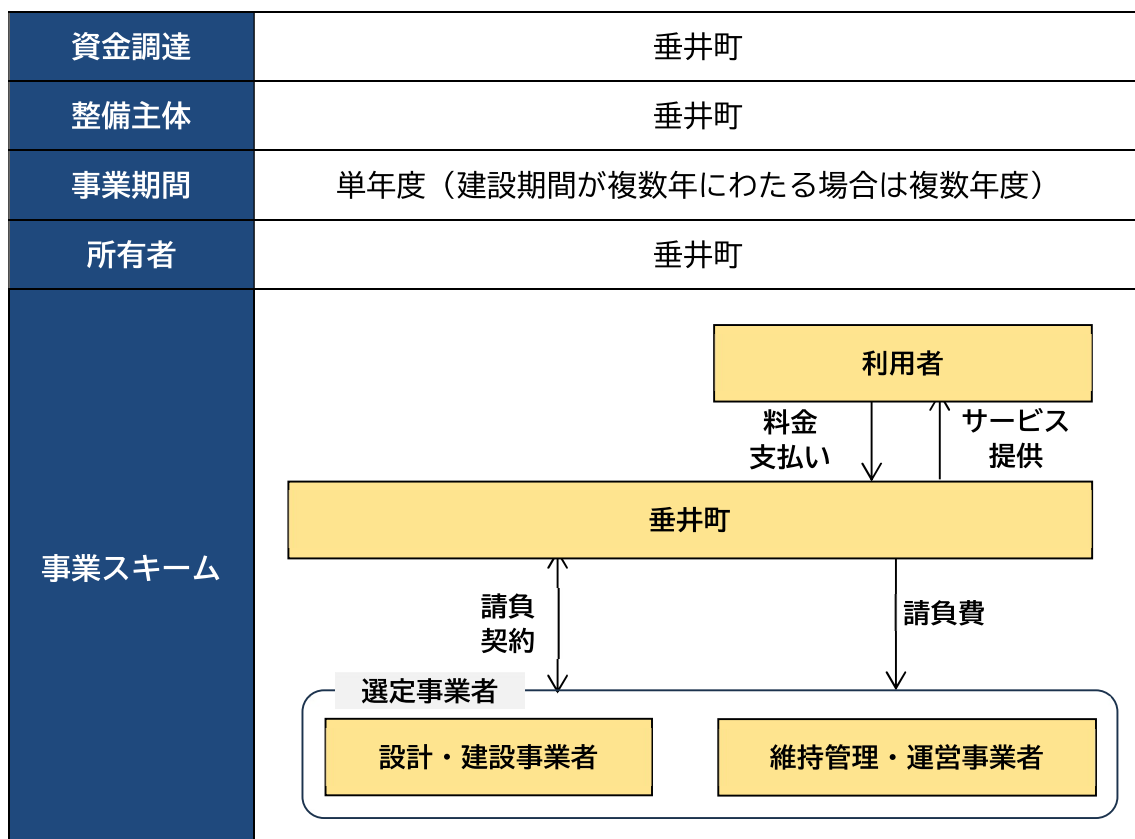 資金調達
垂井町
整備主体
垂井町
事業期間
単年度（建設期間が複数年にわたる場合は複数年度）
所有者
垂井町
事業スキーム
利用者
料金
支払い
サービス
提供
垂井町
請負
契約
請負費
選定事業者
設計・建設事業者
維持管理・運営事業者